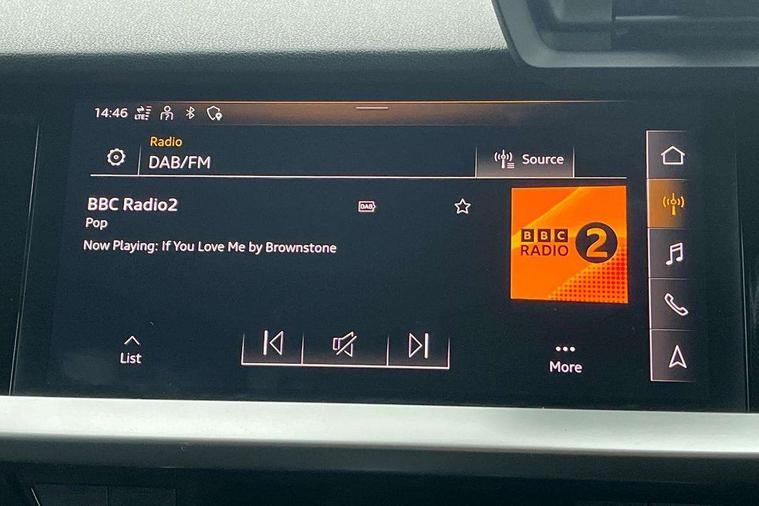 14:46 LTE
Radio
DAB/FM
Source
BBC Radio2
DAB
Pop
Now Playing: If You Love Me by Brownstone
BBC
RADIO 2
List
More